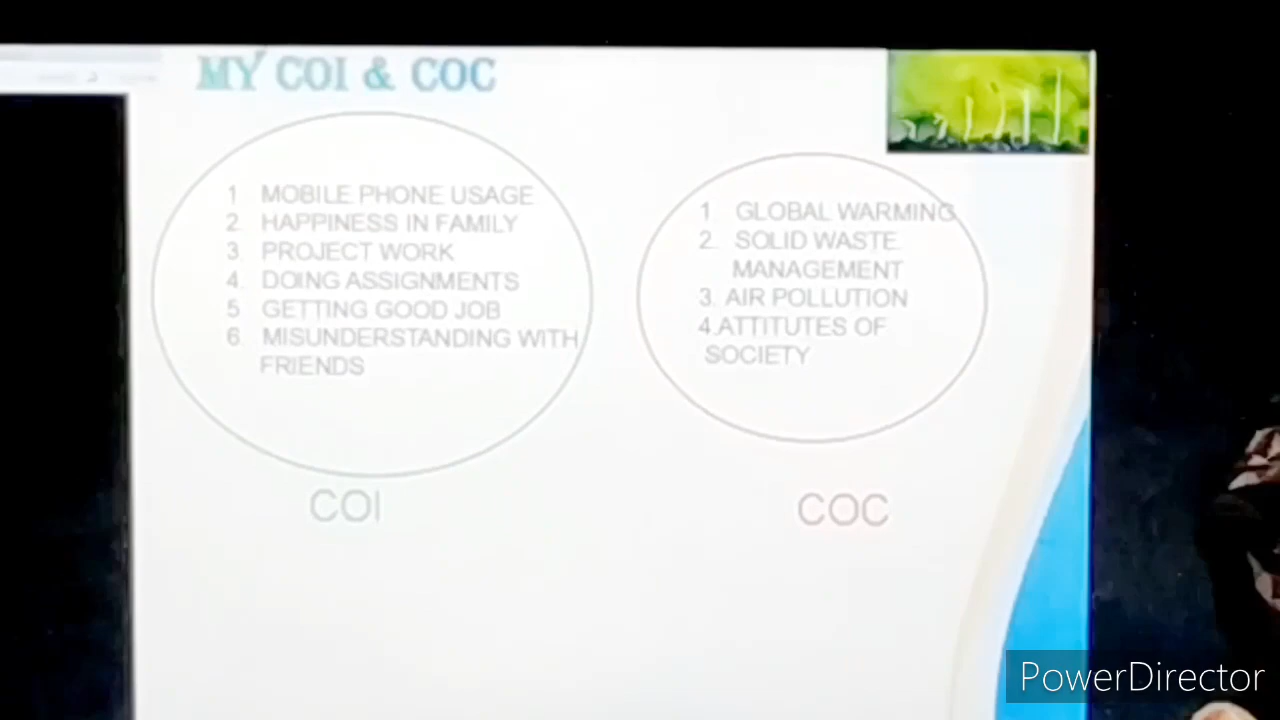 MY COI & COC
1 MOBILE PHONE USAGE
2. HAPPINESS IN FAMILY
3. PROJECT WORK
4. DOING ASSIGNMENTS
5 GETTING GOOD JOB
6. MISUNDERSTANDING WITH
FRIENDS
COI
1. GLOBAL WARMING
2. SOLID WASTE
MANAGEMENT
3. AIR POLLUTION
4.ATTITUTES OF
SOCIETY
COC
PowerDirector